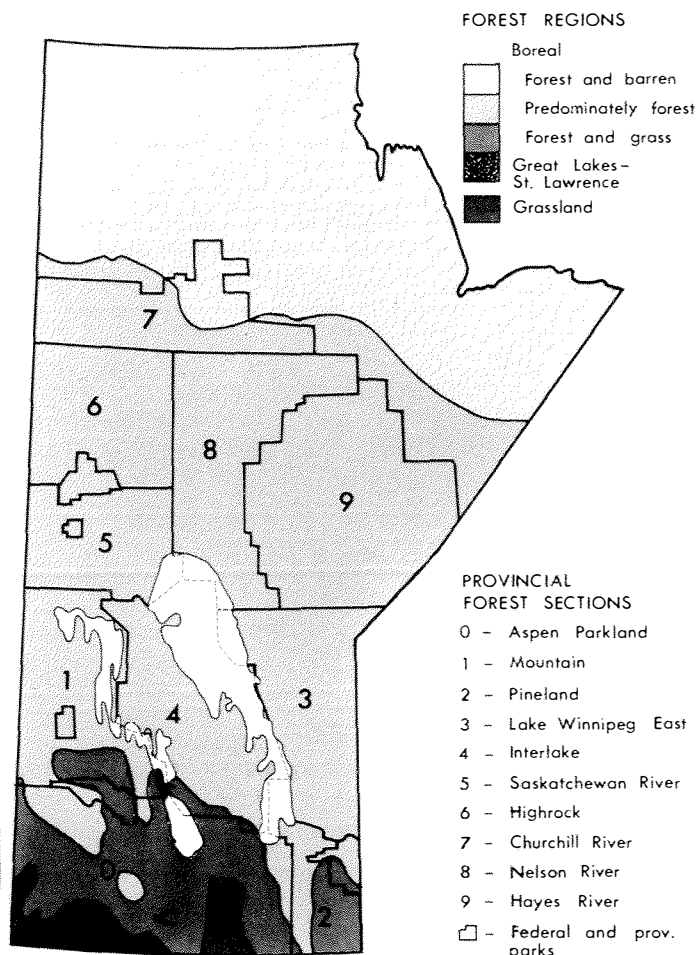 FOREST REGIONS
Boreal
Forest and barren
Predominately forest
Forest and grass
Great Lakes-
St. Lawrence
Grassland
7
6
8
9
5
1
4
3
0
2
PROVINCIAL
FOREST SECTIONS
0 - Aspen Parkland
1 - Mountain
2 - Pineland
3 - Lake Winnipeg East
4 - Interlake
5 - Saskatchewan River
6 - Highrock
7 - Churchill River
8 - Nelson River
9 - Hayes River
- Federal and prov.
parks